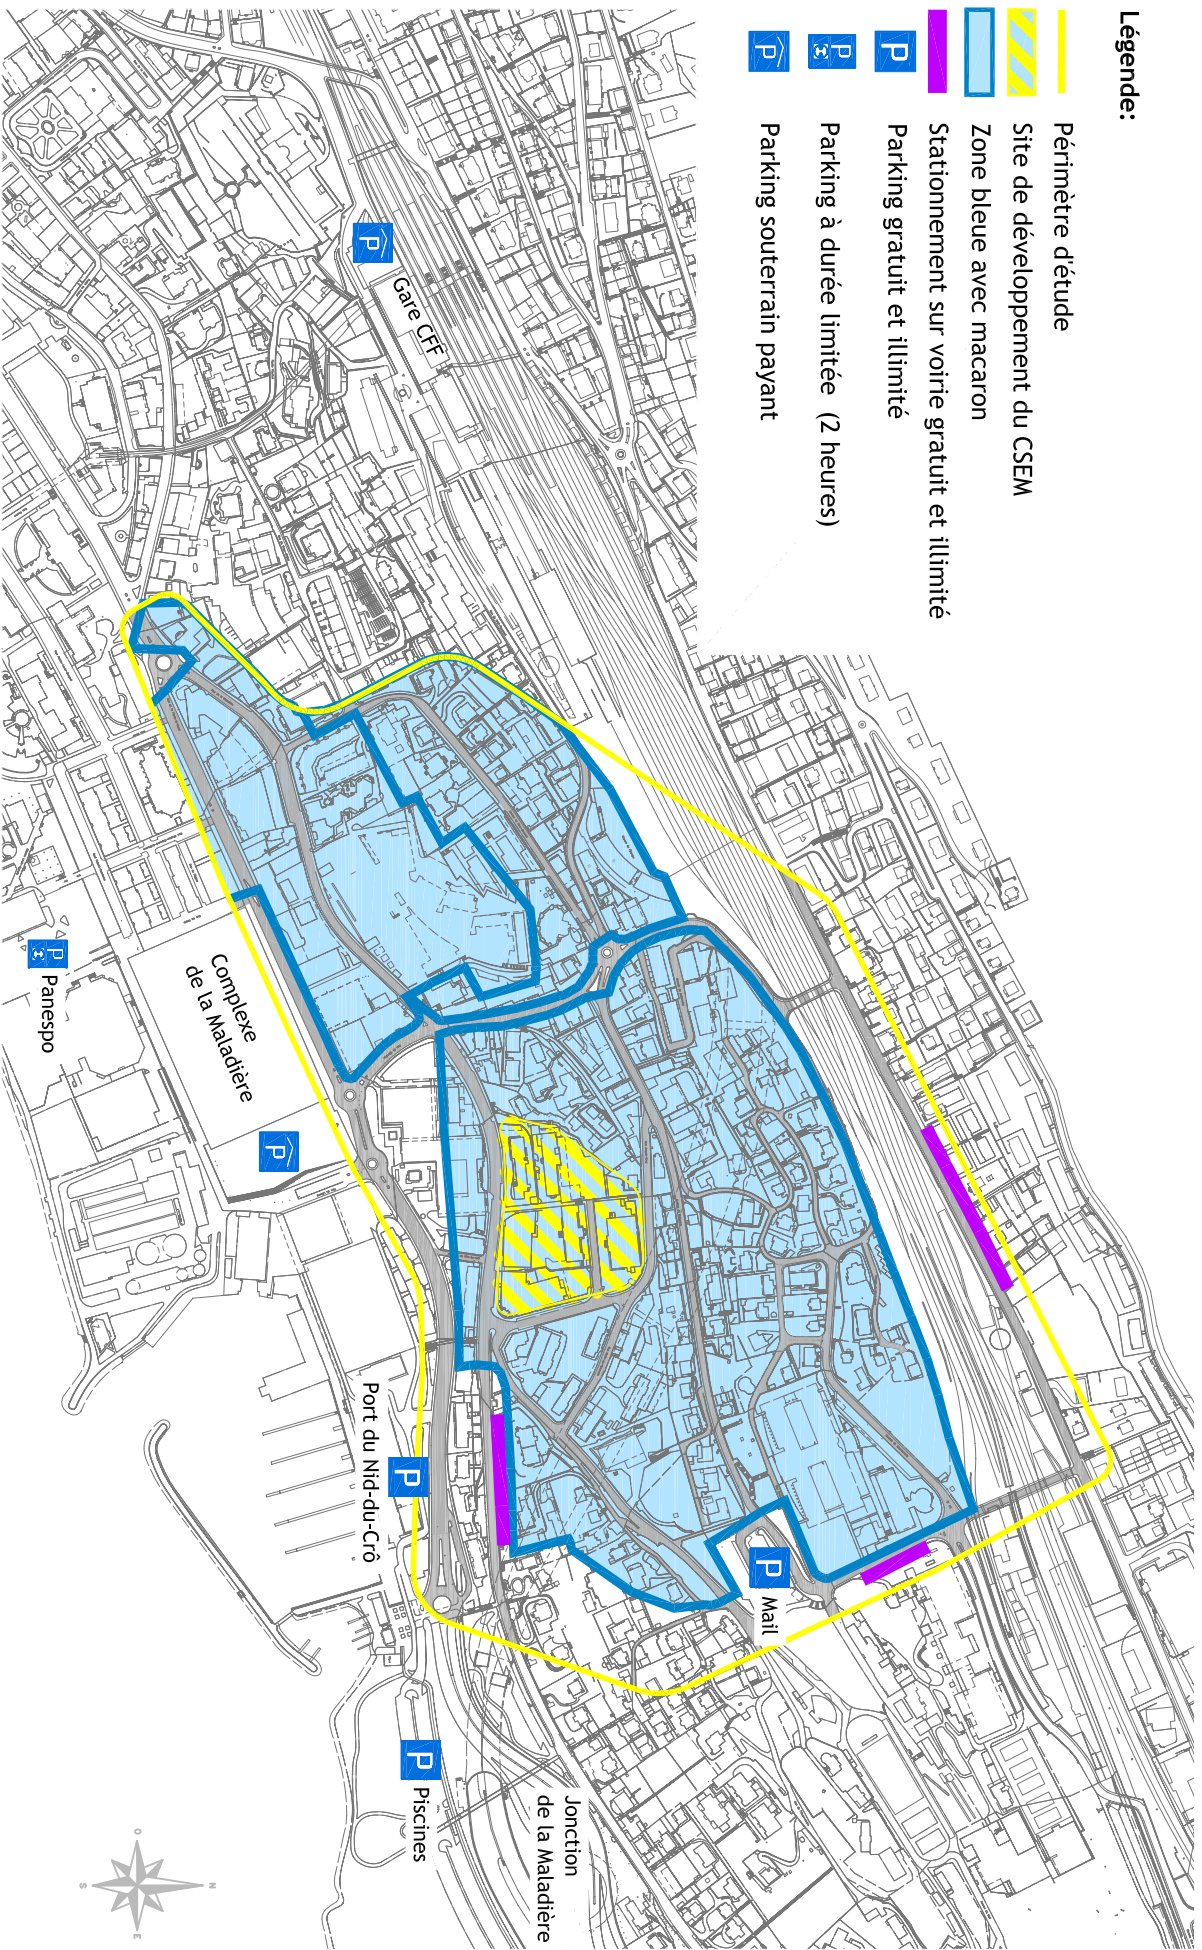 Légende:
Périmètre d'étude
Site de développement du CSEM
Zone bleue avec macaron
Stationnement sur voirie gratuit et illimité
P Parking gratuit et illimité
P Parking à durée limitée (2 heures)
P Parking souterrain payant
P
Gare CFF
Complexe
de la Maladière
P
Panespo
P
Port du Nid-du-Crô
P
P
Mail
P
Piscines
Jonction
de la Maladière
N
O
E
S